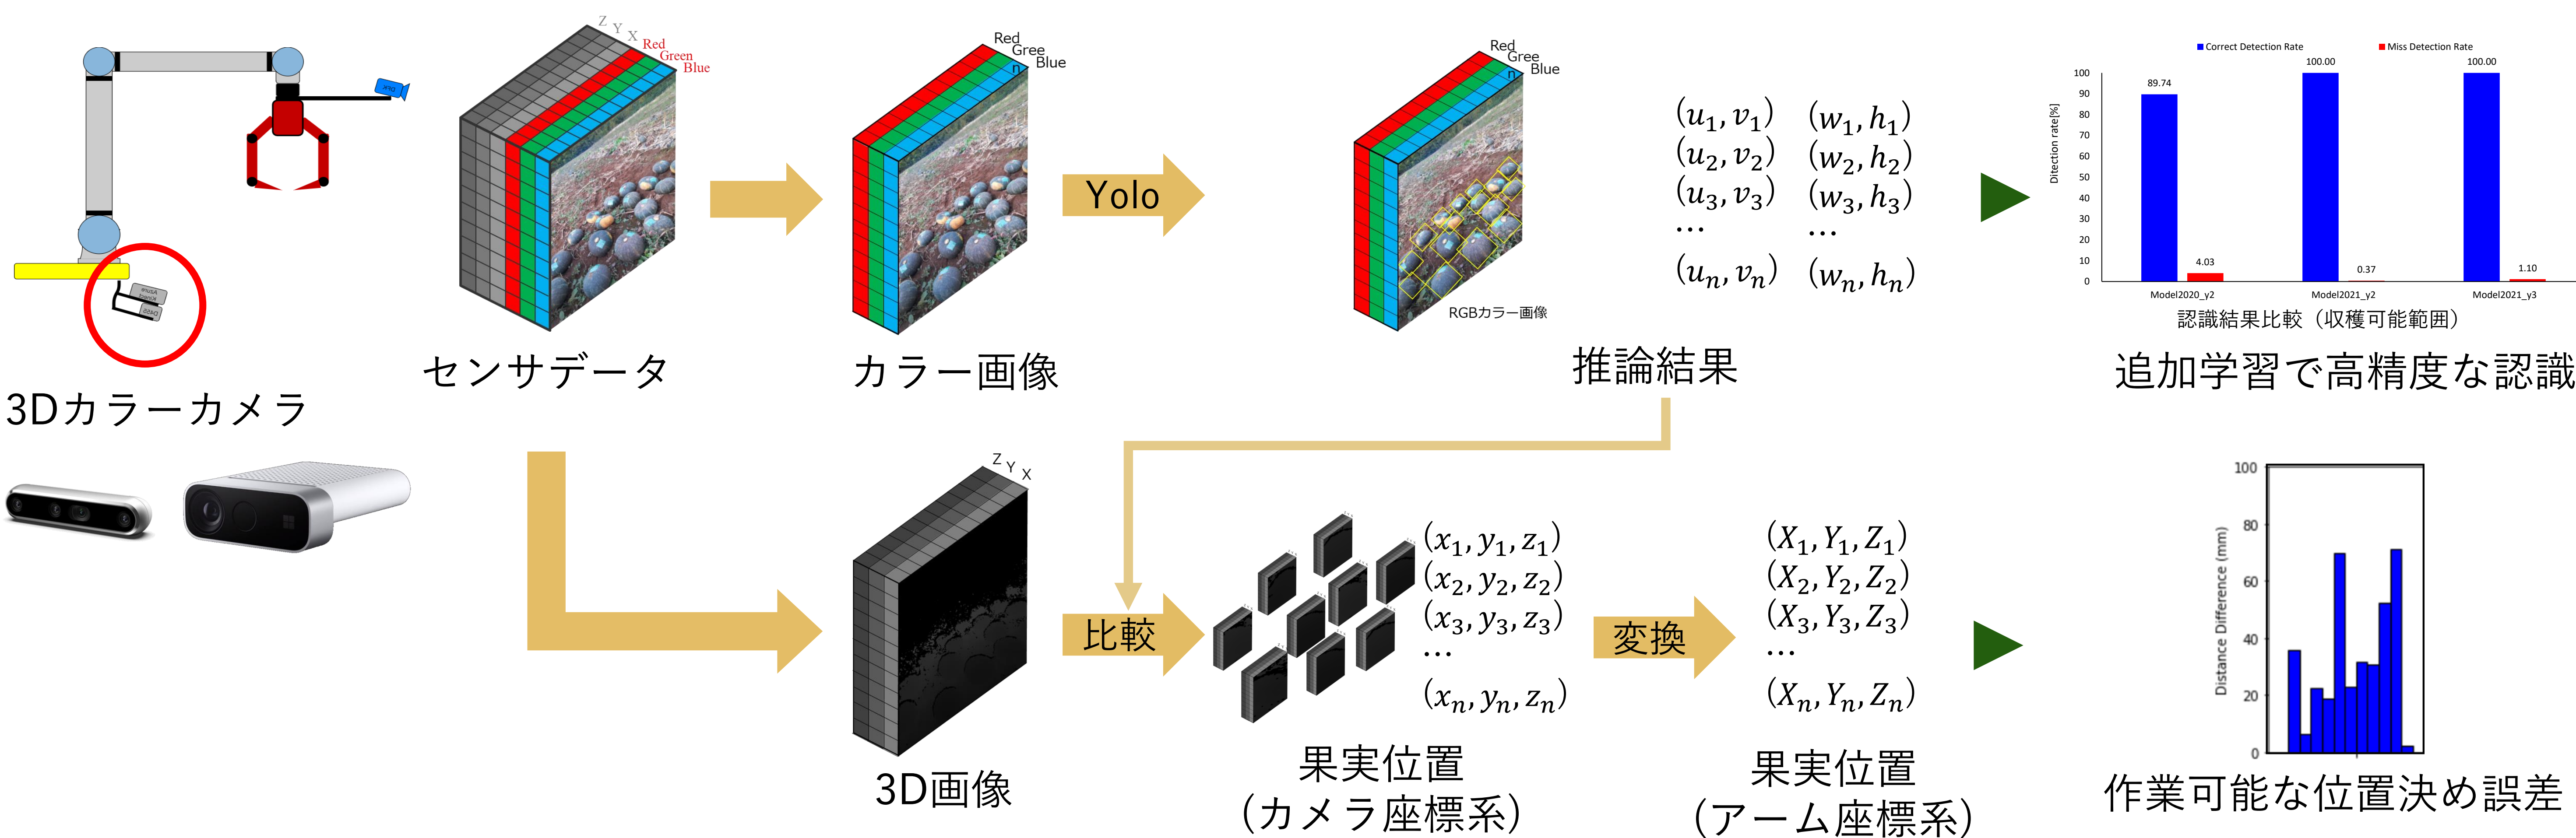 Z Y X Red Green Blue
センサデータ
3Dカラーカメラ
Red
Gree
n
Blue
カラー画像
Yolo
Red
Gree
n
Blue
RGBカラー画像
(u₁, v₁) (w₁, h₁)
(u₂, v₂) (w₂, h₂)
(u₃, v₃) (w₃, h₃)
… …
(uₙ, vₙ) (wₙ, hₙ)
推論結果
Correct Detection Rate Miss Detection Rate
Ditection rate[%]
100
90
80
70
60
50
40
30
20
10
0
89.74
4.03
100.00
0.37
100.00
1.10
Model2020_y2 Model2021_y2 Model2021_y3
認識結果比較（収穫可能範囲）
追加学習で高精度な認識
Z Y X
3D画像
比較
(x₁, y₁, z₁)
(x₂, y₂, z₂)
(x₃, y₃, z₃)
…
(xₙ, yₙ, zₙ)
果実位置
(カメラ座標系)
変換
(X₁, Y₁, Z₁)
(X₂, Y₂, Z₂)
(X₃, Y₃, Z₃)
…
(Xₙ, Yₙ, Zₙ)
果実位置
(アーム座標系)
Distance Difference (mm)
100
80
60
40
20
0
作業可能な位置決め誤差